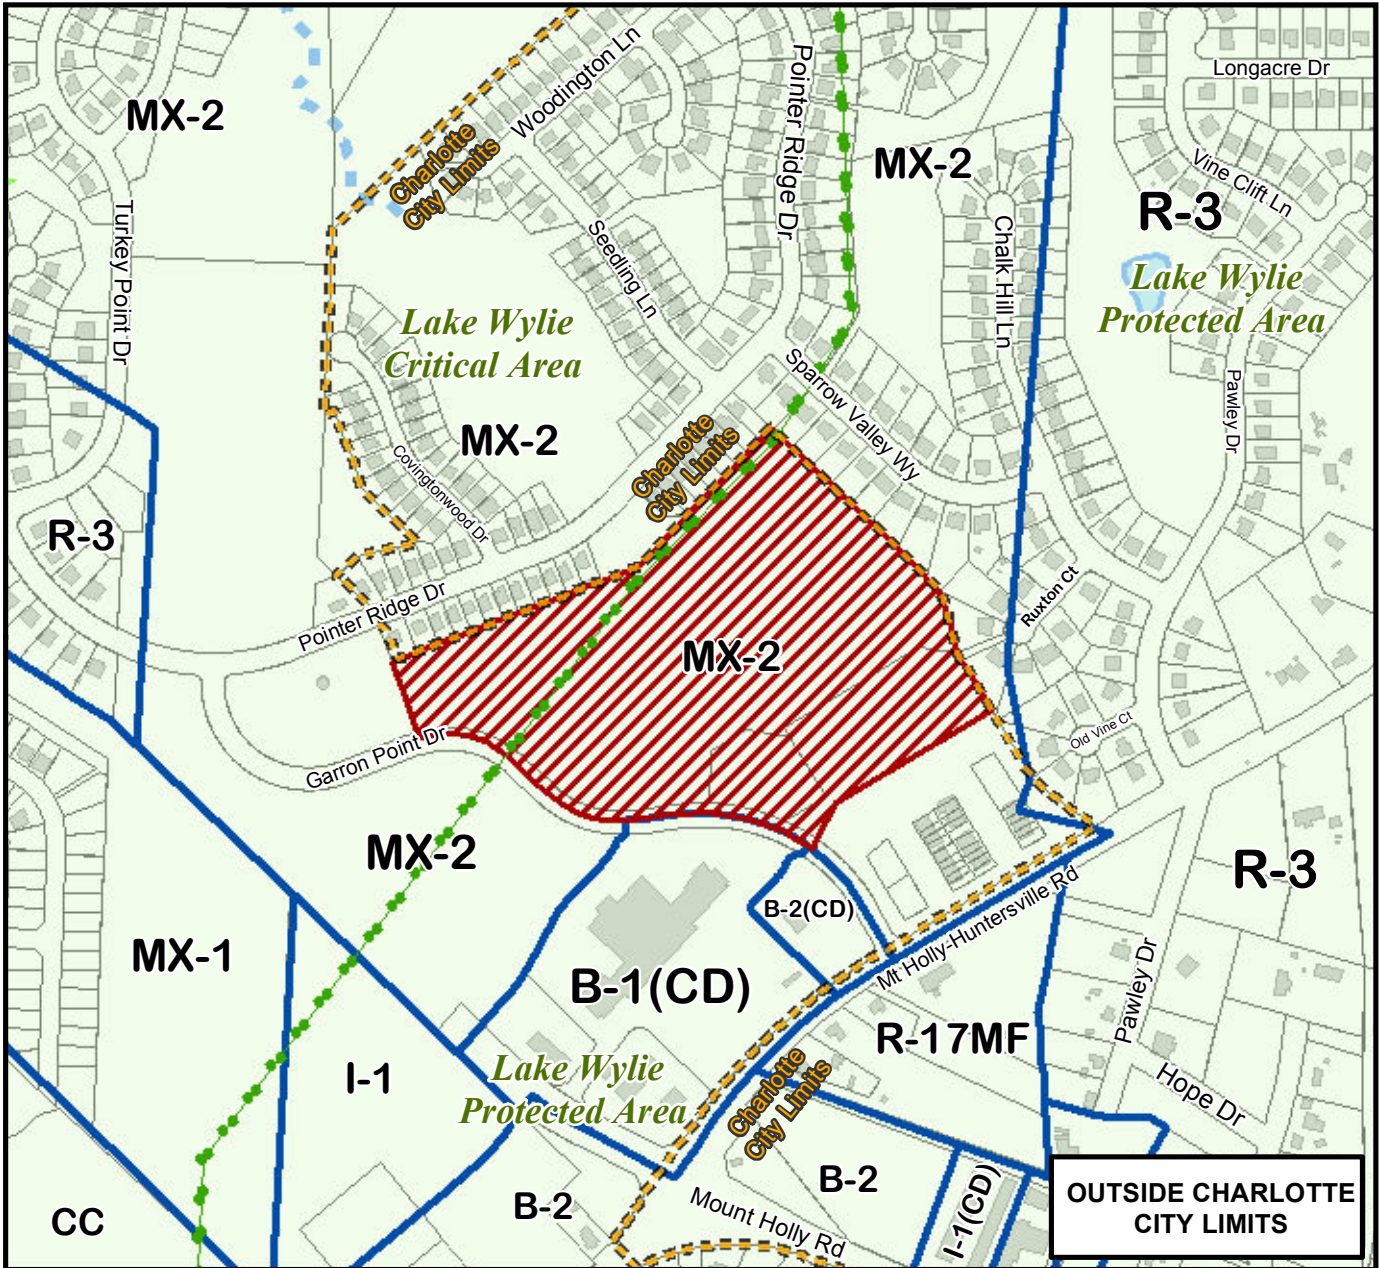 Longacre Dr
Woodington Ln
Pointer Ridge Dr
MX-2
Charlotte
City Limits
MX-2
Vine Clift Ln
R-3
Turkey Point Dr
Seedling Ln
Chalk Hill Ln
Lake Wylie
Protected Area
Lake Wylie
Critical Area
Sparrow Valley Wy
Pawley Dr
MX-2
Charlotte
City Limits
Covingtonwood Dr
R-3
Ruxton Ct
Pointer Ridge Dr
MX-2
Old Vine Ct
Garron Point Dr
MX-2
R-3
B-2(CD)
Mt Holly-Huntersville Rd
MX-1
B-1(CD)
Pawley Dr
R-17MF
I-1
Lake Wylie
Protected Area
Charlotte
City Limits
Hope Dr
B-2
B-2
Mount Holly Rd
I-1(CD)
CC
OUTSIDE CHARLOTTE
CITY LIMITS